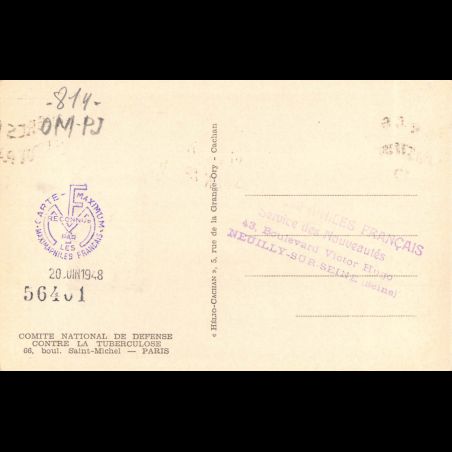 -814-
OM-PJ
CARTE-MAXIMUM
RECONNUE
PAR
LES
MAXIMAPHILES FRANÇAIS
20 JUIN 1948
56401
COMITE NATIONAL DE DEFENSE
CONTRE LA TUBERCULOSE
66, boul. Saint-Michel — PARIS
« HÉLIO-CACHAN », 5, rue de la Grange-Ory - Cachan
FRANÇAIS
Service des Nouveautés
43, Boulevard Victor Hugo
NEUILLY-SUR-SEINE (Seine)